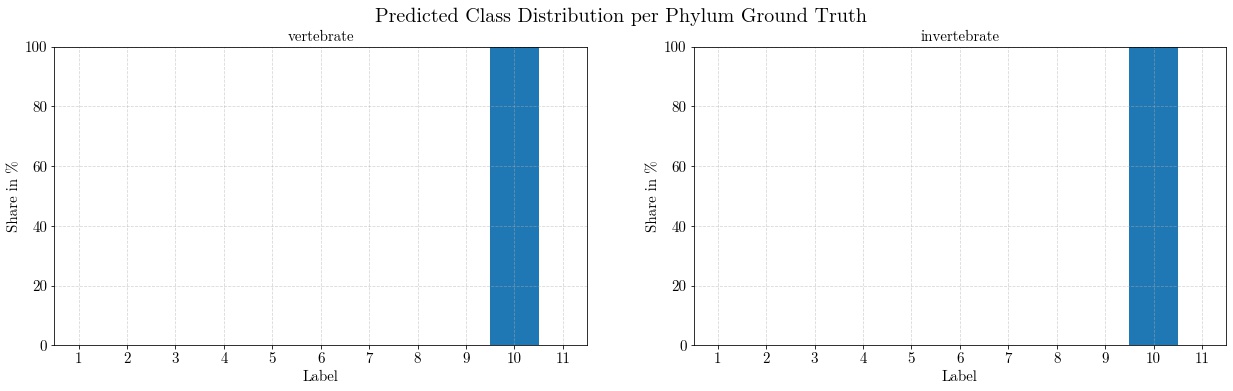 Predicted Class Distribution per Phylum Ground Truth
vertebrate
100
80
60
40
20
0
Share in %
1 2 3 4 5 6 7 8 9 10 11
Label
invertebrate
100
80
60
40
20
0
Share in %
1 2 3 4 5 6 7 8 9 10 11
Label